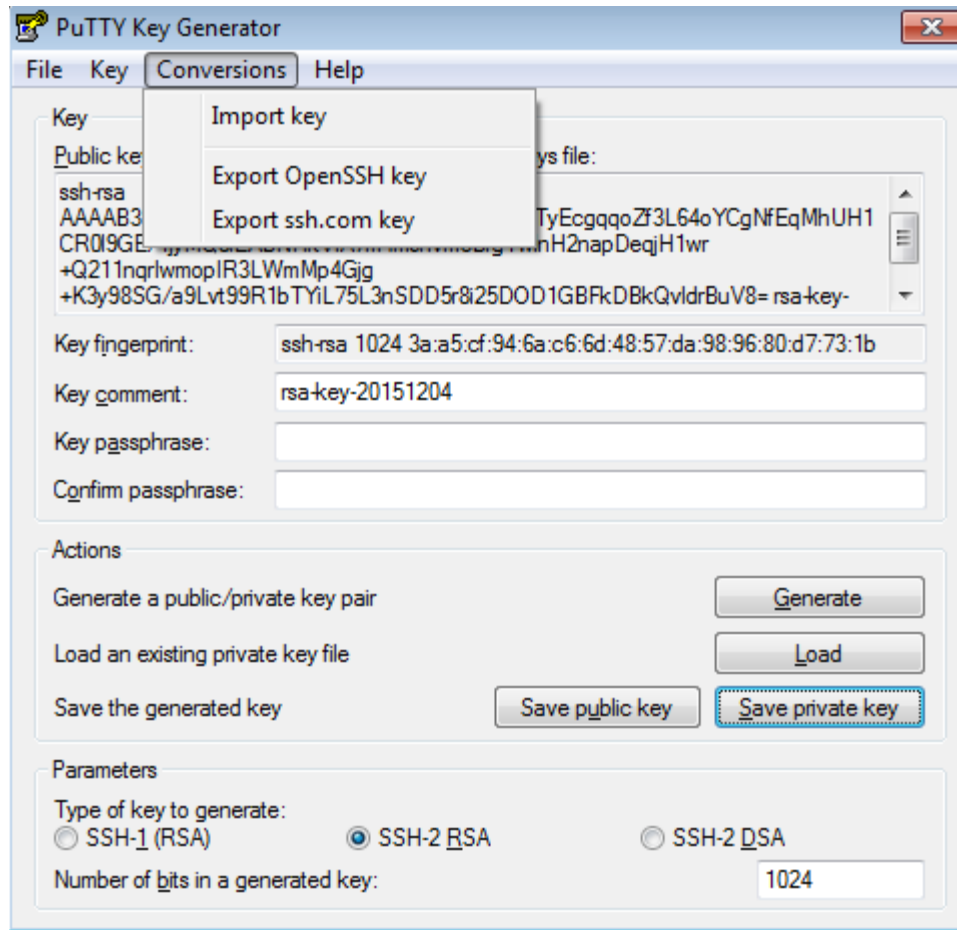 PuTTY Key Generator
File Key Conversions Help
Import key
Export OpenSSH key
Export ssh.com key
Key
Public key ys file:
ssh-rsa
AAAAB3 TyEcgqqoZf3L64oYCgNfEqMhUH1
+Q211nqrlwmopIR3LWmMp4Gjg
+K3y98SG/a9Lvt99R1bTYiL75L3nSDD5r8i25DOD1GBFkDBkQvldrBuV8= rsa-key-
Key fingerprint: ssh-rsa 1024 3a:a5:cf:94:6a:c6:6d:48:57:da:98:96:80:d7:73:1b
Key comment: rsa-key-20151204
Key passphrase:
Confirm passphrase:
Actions
Generate a public/private key pair Generate
Load an existing private key file Load
Save the generated key Save public key Save private key
Parameters
Type of key to generate:
SSH-1 (RSA) SSH-2 RSA SSH-2 DSA
Number of bits in a generated key: 1024